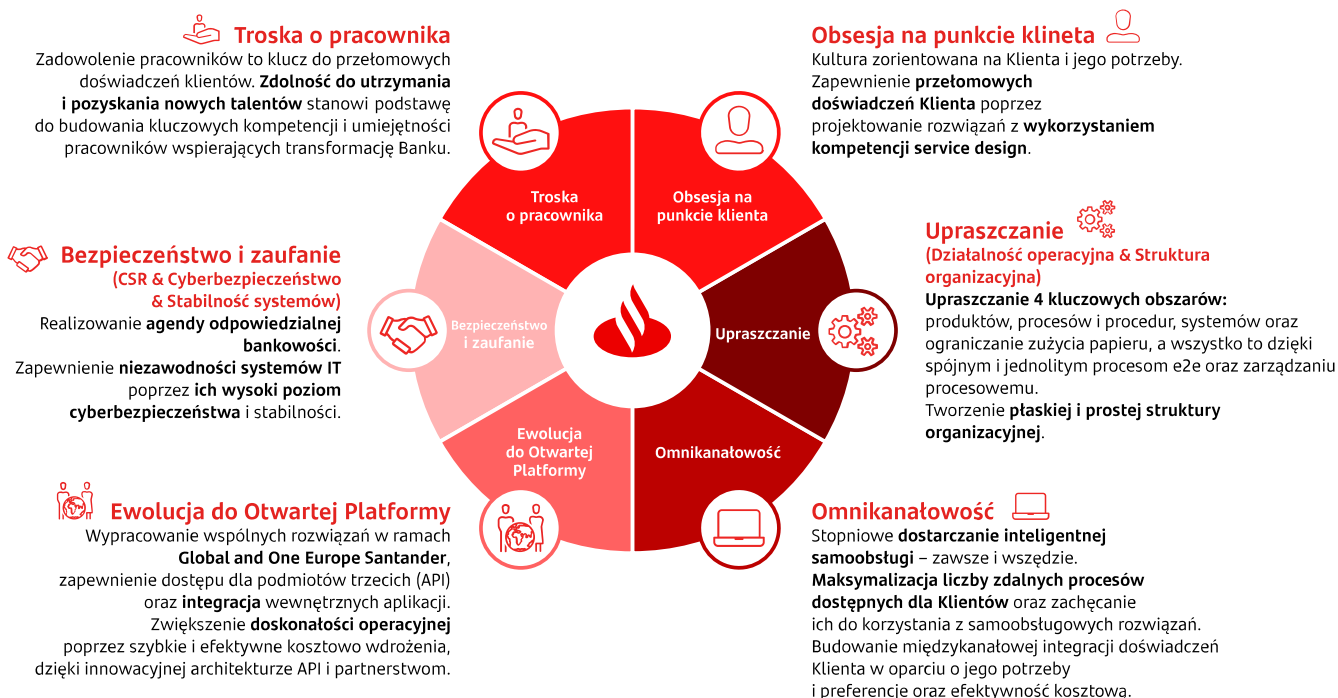 Troska o pracownika
Zadowolenie pracowników to klucz do przełomowych
doświadczeń klientów. Zdolność do utrzymania
i pozyskania nowych talentów stanowi podstawę
do budowania kluczowych kompetencji i umiejętności
pracowników wspierających transformację Banku.
Obsesja na punkcie klineta
Kultura zorientowana na Klienta i jego potrzeby.
Zapewnienie przełomowych
doświadczeń Klienta poprzez
projektowanie rozwiązań z wykorzystaniem
kompetencji service design.
Bezpieczeństwo i zaufanie
(CSR & Cyberbezpieczeństwo
& Stabilność systemów)
Realizowanie agendy odpowiedzialnej
bankowości.
Zapewnienie niezawodności systemów IT
poprzez ich wysoki poziom
cyberbezpieczeństwa i stabilności.
Troska
o pracownika
Obsesja na
punkcie klienta
Bezpieczeństwo
i zaufanie
Upraszczanie
Ewolucja
do Otwartej
Platformy
Omnikanałowość
Upraszczanie
(Działalność operacyjna & Struktura
organizacyjna)
Upraszczanie 4 kluczowych obszarów:
produktów, procesów i procedur, systemów oraz
ograniczanie zużycia papieru, a wszystko to dzięki
spójnym i jednolitym procesom e2e oraz zarządzaniu
procesowemu.
Tworzenie płaskiej i prostej struktury
organizacyjnej.
Ewolucja do Otwartej Platformy
Wypracowanie wspólnych rozwiązań w ramach
Global and One Europe Santander,
zapewnienie dostępu dla podmiotów trzecich (API)
oraz integracja wewnętrznych aplikacji.
Zwiększenie doskonałości operacyjnej
poprzez szybkie i efektywne kosztowo wdrożenia,
dzięki innowacyjnej architekturze API i partnerstwom.
Omnikanałowość
Stopniowe dostarczanie inteligentnej
samoobsługi – zawsze i wszędzie.
Maksymalizacja liczby zdalnych procesów
dostępnych dla Klientów oraz zachęcanie
ich do korzystania z samoobsługowych rozwiązań.
Budowanie międzykanałowej integracji doświadczeń
Klienta w oparciu o jego potrzeby
i preferencje oraz efektywność kosztową.